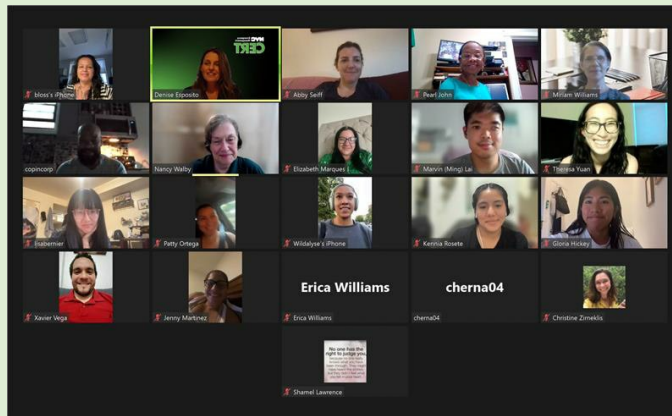 NYC
CERT
bloss's iPhone
Denise Esposito
Abby Seiff
Pearl John
Miriam Williams
copincorp
Nancy Walby
Elizabeth Marques
Marvin (Ming) Lai
Theresa Yuan
lisabernier
Patty Ortega
Wildalyse's iPhone
Kennia Rosete
Gloria Hickey
Xavier Vega
Jenny Martinez
Erica Williams
Erica Williams
cherna04
cherna04
Christine Zimeklis
No one has the
right to judge you,
Shamel Lawrence